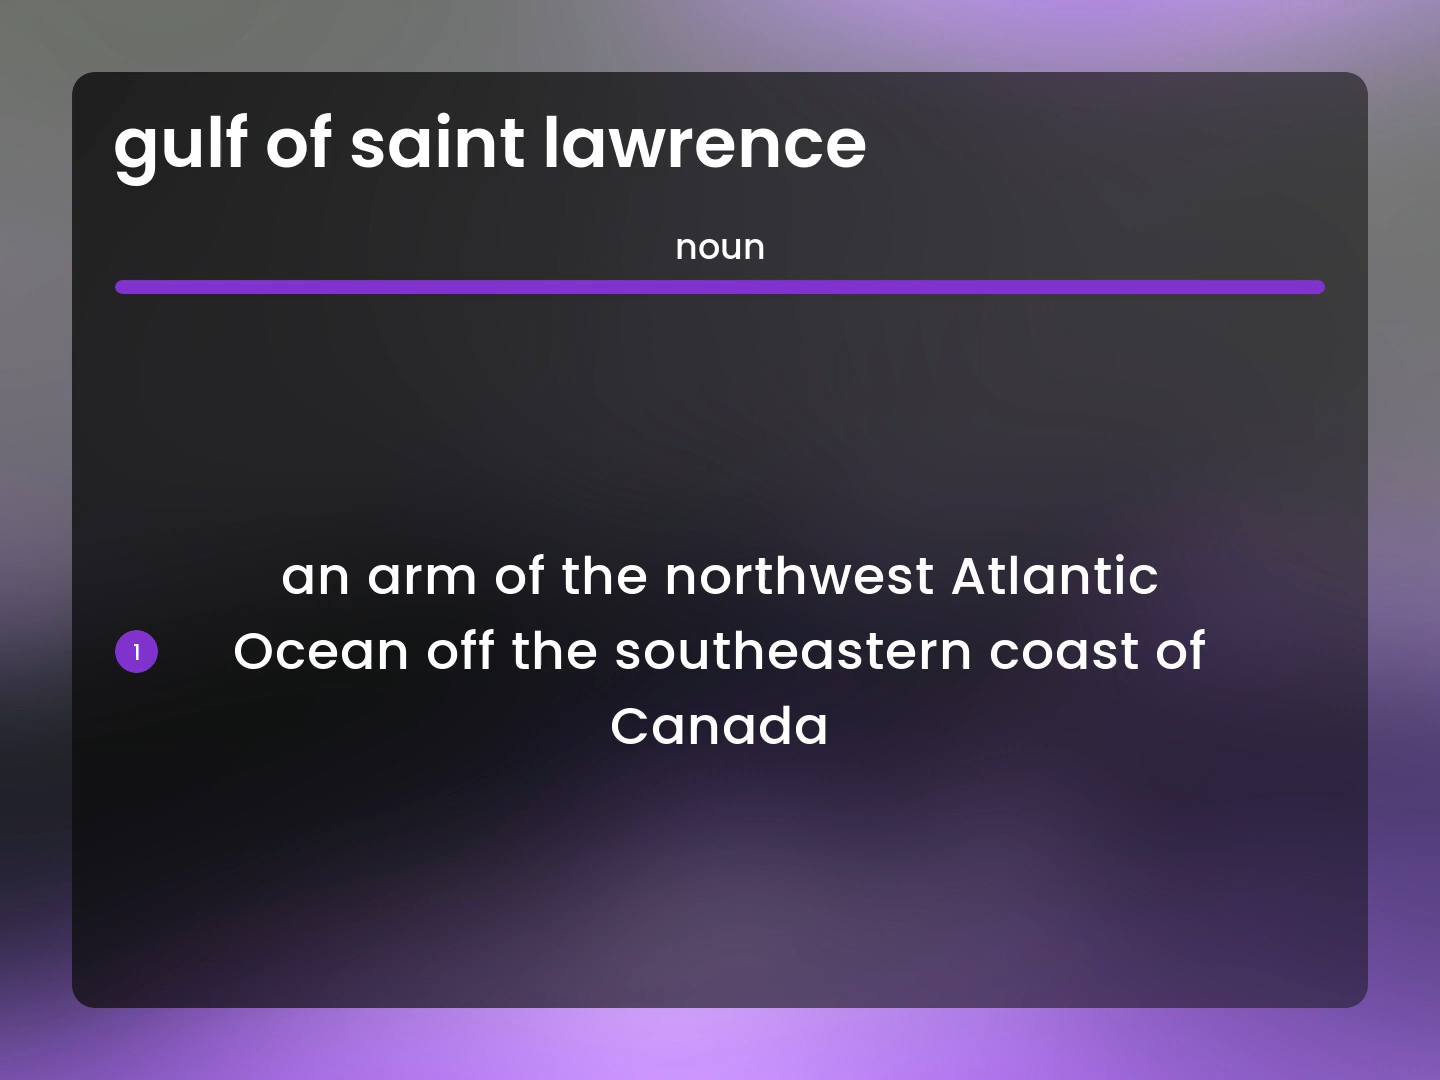 gulf of saint lawrence
noun
an arm of the northwest Atlantic
1 Ocean off the southeastern coast of
Canada